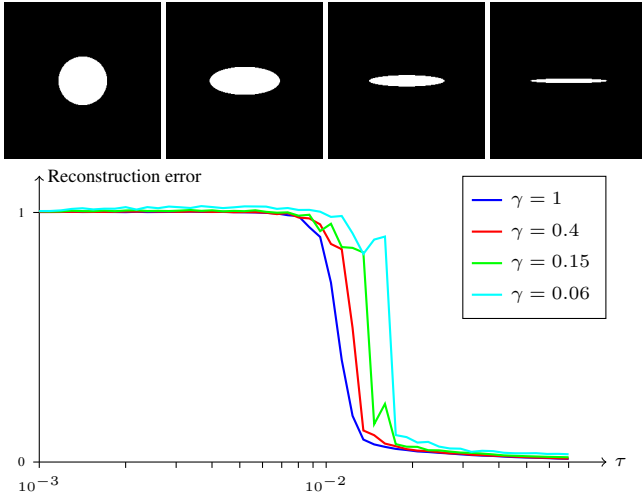 Reconstruction error
1
γ = 1
γ = 0.4
γ = 0.15
γ = 0.06
0
τ
10⁻³
10⁻²